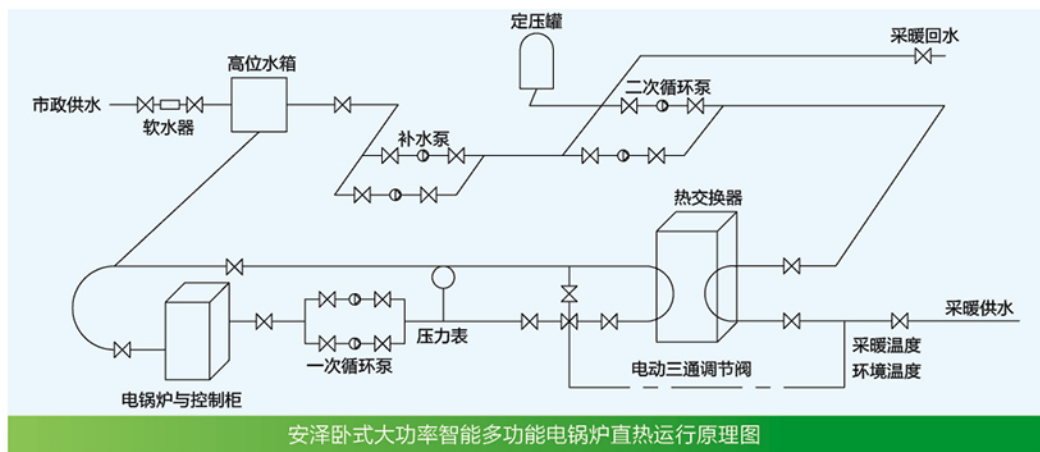 定压罐
采暖回水
高位水箱
二次循环泵
市政供水
软水器
补水泵
热交换器
采暖供水
压力表
采暖温度
环境温度
一次循环泵
电动三通调节阀
电锅炉与控制柜
安泽卧式大功率智能多功能电锅炉直热运行原理图